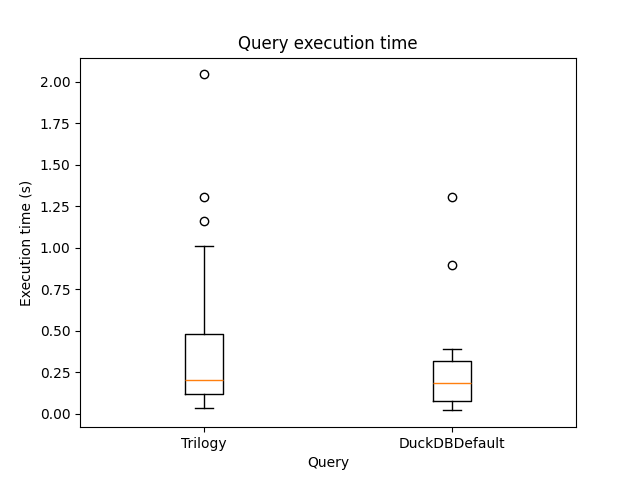 Query execution time
Execution time (s)
2.00
1.75
1.50
1.25
1.00
0.75
0.50
0.25
0.00
Trilogy
DuckDBDefault
Query